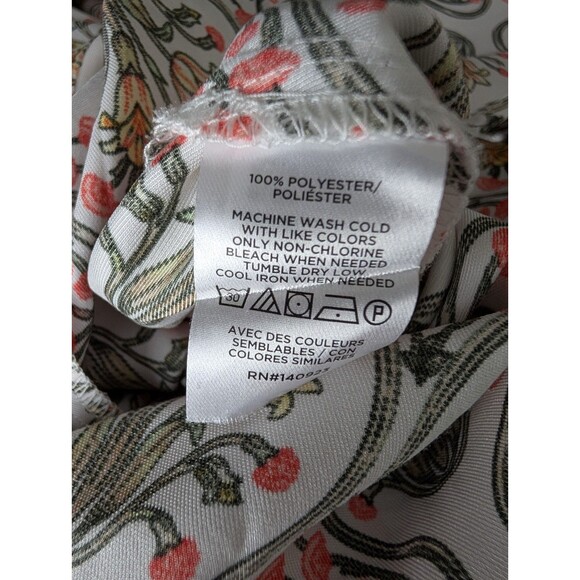 100% POLYESTER/
POLIÉSTER
MACHINE WASH COLD
WITH LIKE COLORS
ONLY NON-CHLORINE
BLEACH WHEN NEEDED
TUMBLE DRY LOW
COOL IRON WHEN NEEDED
30 P
AVEC DES COULEURS
SEMBLABLES / CON
COLORES SIMILARES